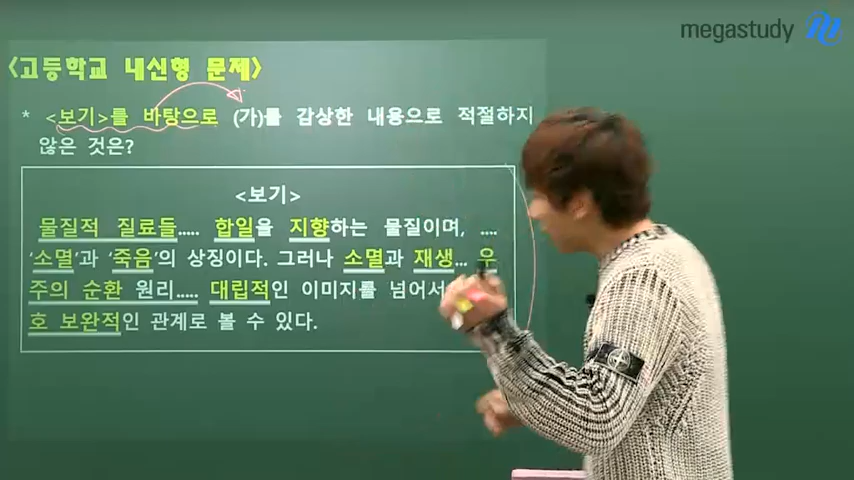 megastudy
<고등학교 내신형 문제>
* <보기>를 바탕으로 (가)를 감상한 내용으로 적절하지
않은 것은?
<보기>
물질적 질료들..... 합일을 지향하는 물질이며, ....
'소멸'과 '죽음'의 상징이다. 그러나 소멸과 재생... 우
주의 순환 원리..... 대립적인 이미지를 넘어서
호 보완적인 관계로 볼 수 있다.